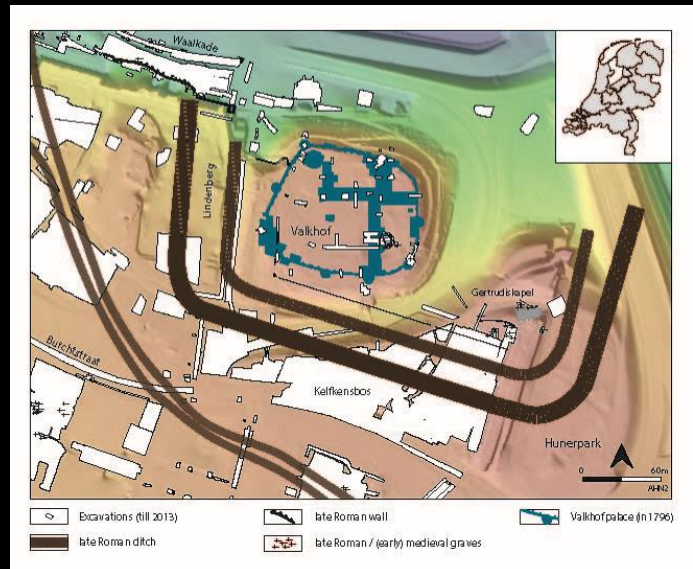 Waalkade
Lindenberg
Valkhof
Gertrudiskapel
Burchtstraat
Kelfkensbos
Hunerpark
0 60m
AHN2
Excavations (till 2013)
late Roman wall
Valkhof palace (in 1796)
late Roman ditch
late Roman / (early) medieval graves